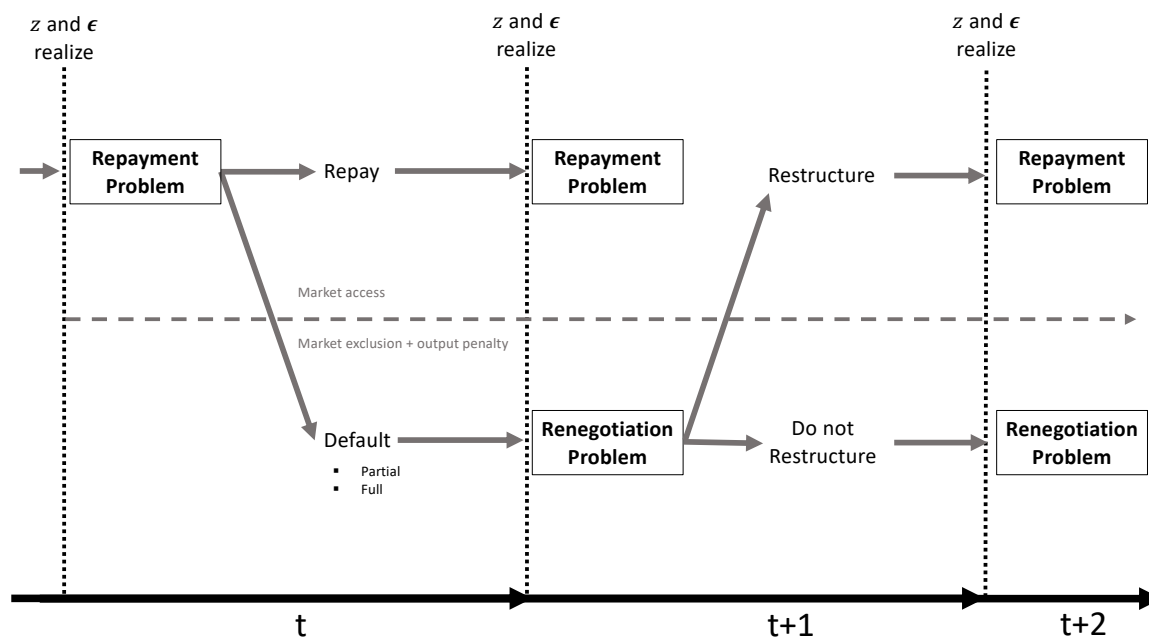 z and ϵ
realize
z and ϵ
realize
z and ϵ
realize
Repayment
Problem
Repay
Repayment
Problem
Restructure
Repayment
Problem
Market access
Market exclusion + output penalty
Default
▪ Partial
▪ Full
Renegotiation
Problem
Do not
Restructure
Renegotiation
Problem
t
t+1
t+2